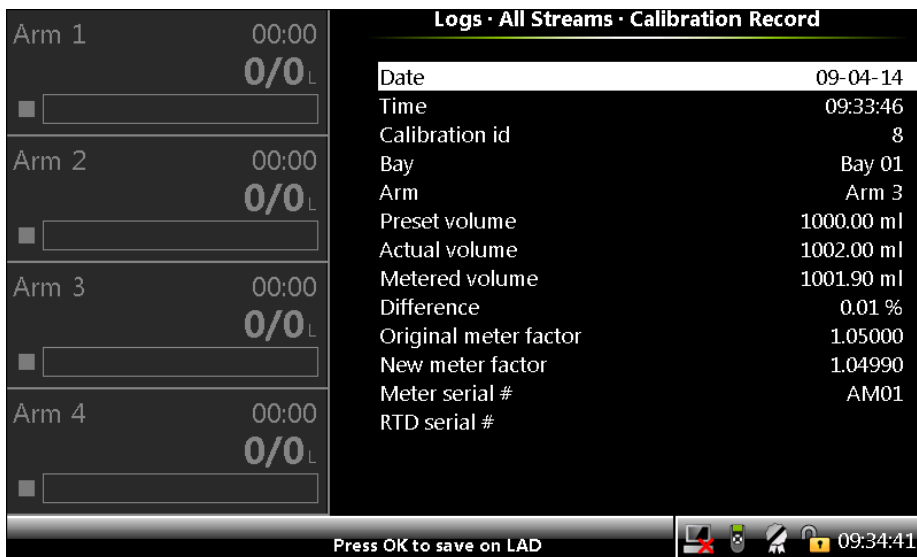 Arm 1 00:00
0/0 L
Arm 2 00:00
0/0 L
Arm 3 00:00
0/0 L
Arm 4 00:00
0/0 L
Logs · All Streams · Calibration Record
Date 09-04-14
Time 09:33:46
Calibration id 8
Bay Bay 01
Arm Arm 3
Preset volume 1000.00 ml
Actual volume 1002.00 ml
Metered volume 1001.90 ml
Difference 0.01 %
Original meter factor 1.05000
New meter factor 1.04990
Meter serial # AM01
RTD serial #
Press OK to save on LAD
09:34:41